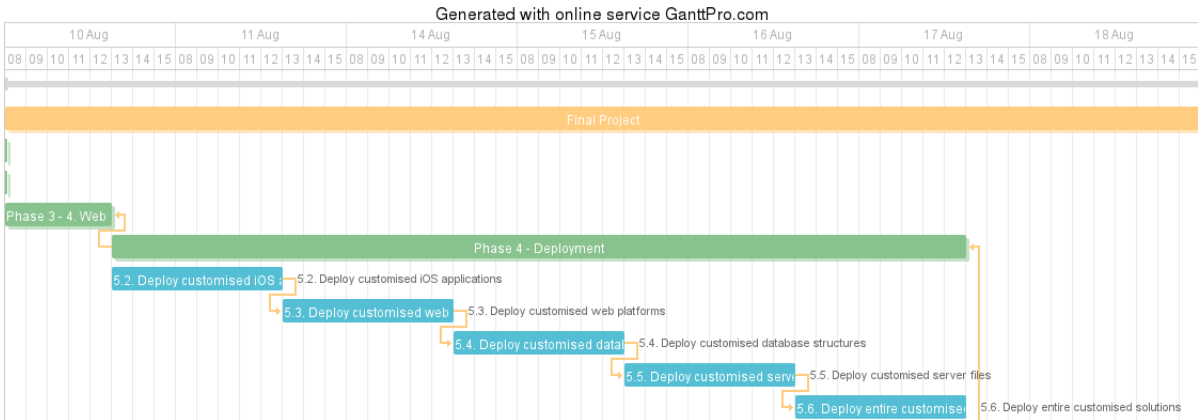 Generated with online service GanttPro.com
10 Aug 11 Aug 14 Aug 15 Aug 16 Aug 17 Aug 18 Aug
08 09 10 11 12 13 14 15 08 09 10 11 12 13 14 15 08 09 10 11 12 13 14 15 08 09 10 11 12 13 14 15 08 09 10 11 12 13 14 15 08 09 10 11 12 13 14 15 08 09 10 11 12 13 14 15
Final Project
Phase 3 - 4. Web
Phase 4 - Deployment
5.2. Deploy customised iOS a 5.2. Deploy customised iOS applications
5.3. Deploy customised web 5.3. Deploy customised web platforms
5.4. Deploy customised datal 5.4. Deploy customised database structures
5.5. Deploy customised serve 5.5. Deploy customised server files
5.6. Deploy entire customised 5.6. Deploy entire customised solutions